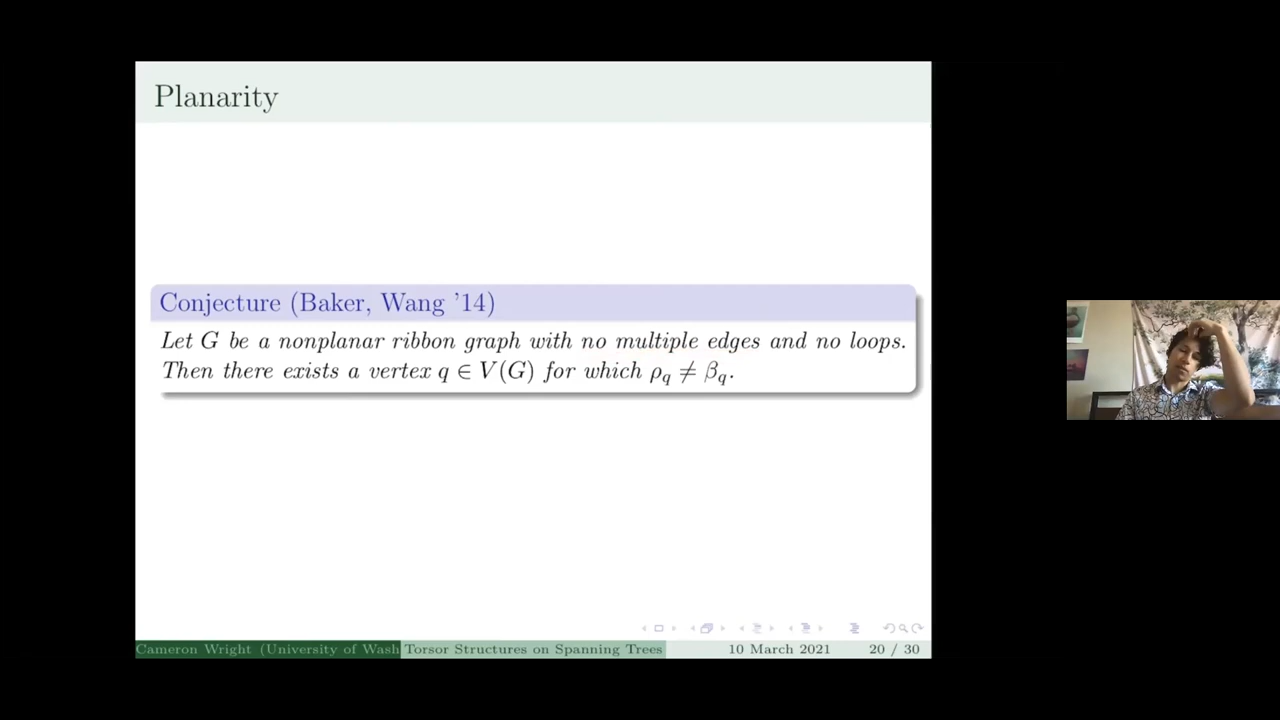 Planarity
Conjecture (Baker, Wang '14)
Let G be a nonplanar ribbon graph with no multiple edges and no loops.
Then there exists a vertex q ∈ V(G) for which ρ_q ≠ β_q.
Cameron Wright (University of Wash Torsor Structures on Spanning Trees 10 March 2021 20 / 30